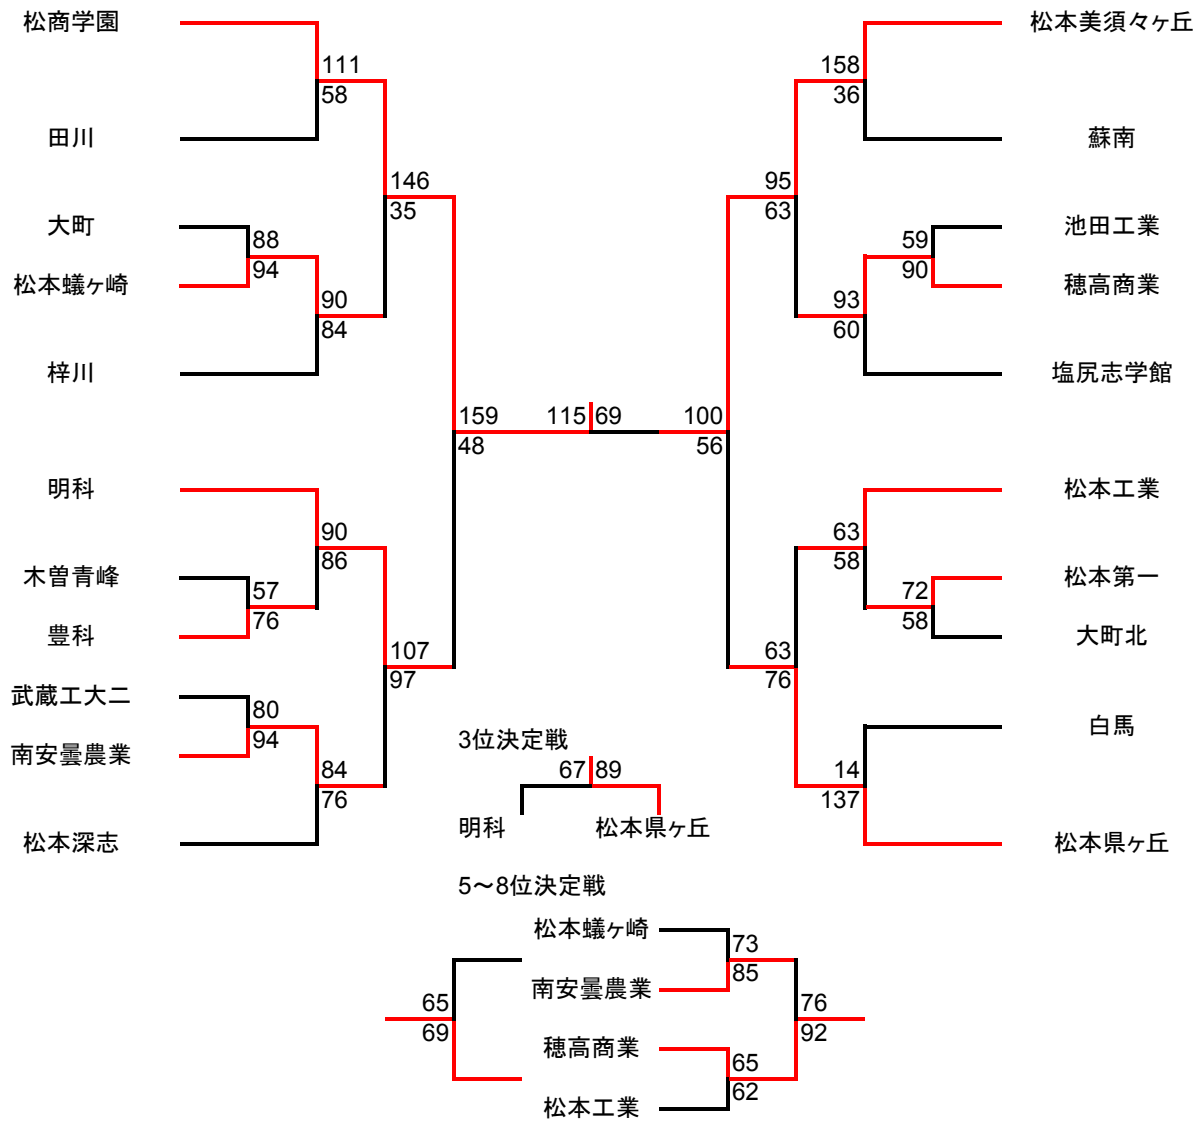 松商学園
松本美須々ヶ丘
111
158
58
36
田川
蘇南
146
95
35
63
大町
池田工業
88
59
94
90
松本蟻ヶ崎
穂高商業
90
93
84
60
梓川
塩尻志学館
159
115
69
100
48
56
明科
松本工業
90
63
86
58
木曽青峰
松本第一
57
72
76
58
豊科
大町北
107
63
97
76
武蔵工大二
白馬
80
94
南安曇農業
3位決定戦
84
67
89
14
76
137
明科
松本県ヶ丘
松本深志
松本県ヶ丘
5～8位決定戦
松本蟻ヶ崎
73
85
南安曇農業
65
76
69
92
穂高商業
65
62
松本工業